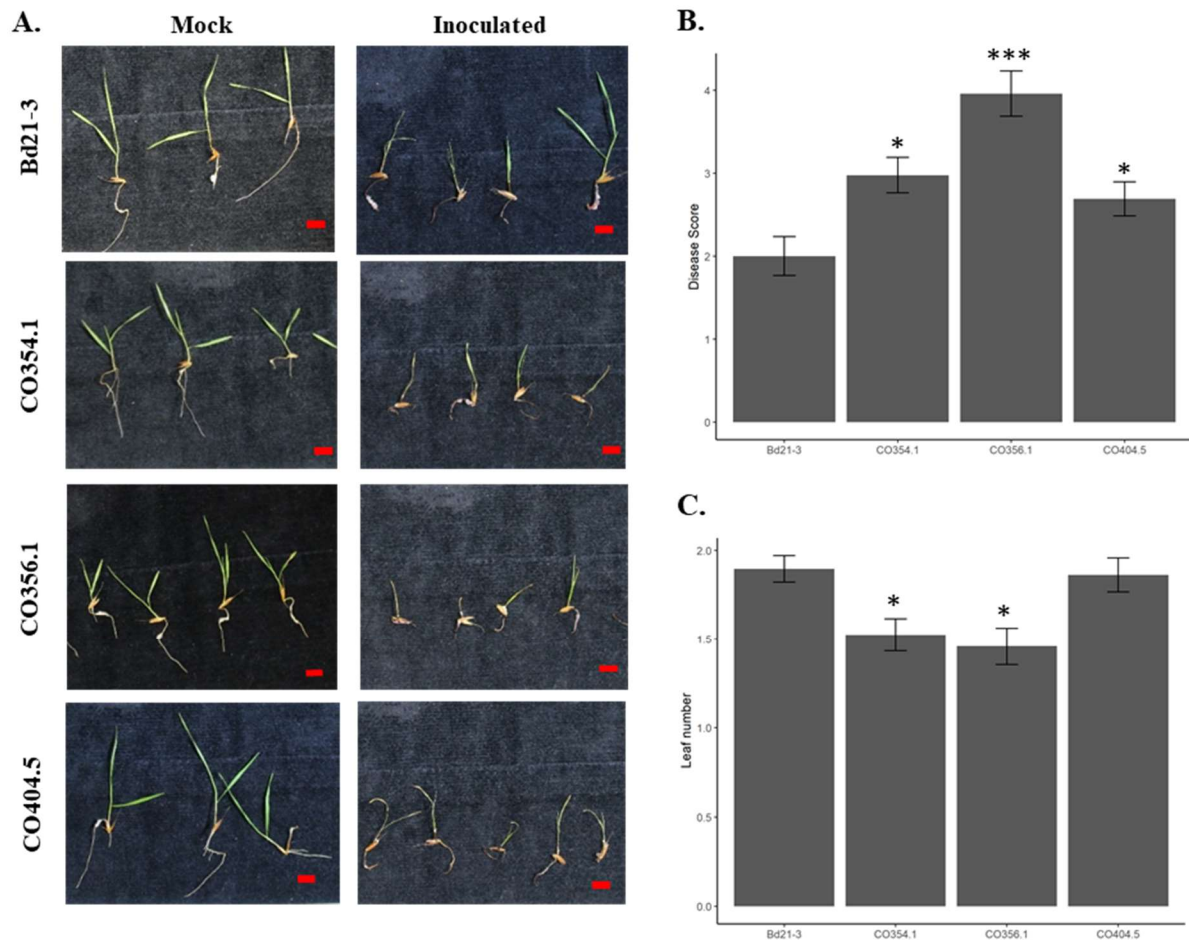 A.
Mock
Inoculated
Bd21-3
CO354.1
CO356.1
CO404.5
B.
Disease Score
4
3
2
1
0
*
***
*
Bd21-3
CO354.1
CO356.1
CO404.5
C.
Leaf number
2.0
1.5
1.0
0.5
0.0
*
*
Bd21-3
CO354.1
CO356.1
CO404.5